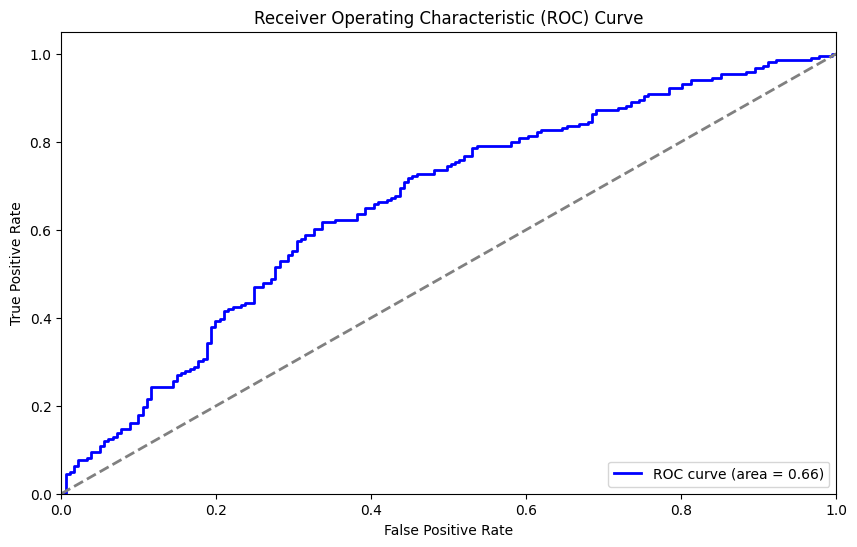 Receiver Operating Characteristic (ROC) Curve
True Positive Rate
1.0
0.8
0.6
0.4
0.2
0.0
ROC curve (area = 0.66)
0.0 0.2 0.4 0.6 0.8 1.0
False Positive Rate